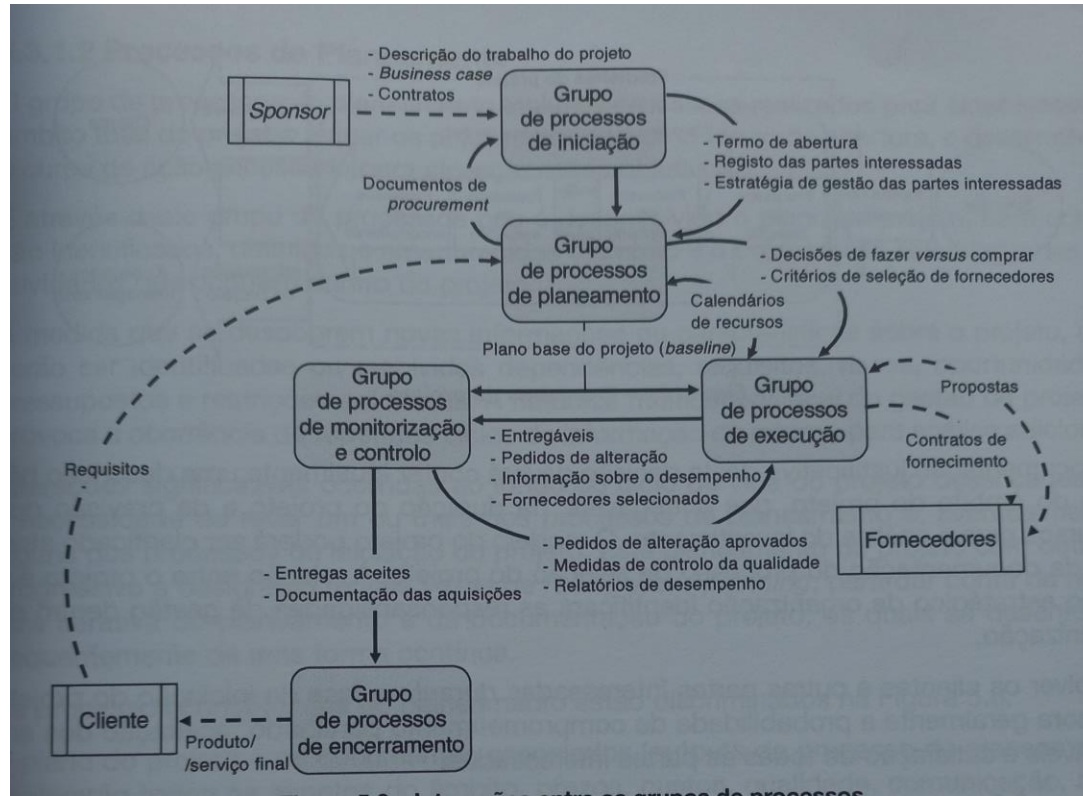 - Descrição do trabalho do projeto
- Business case
- Contratos
Sponsor
Grupo
de processos
de iniciação
- Termo de abertura
- Registo das partes interessadas
- Estratégia de gestão das partes interessadas
Documentos de
procurement
Grupo
de processos
de planeamento
- Decisões de fazer versus comprar
- Critérios de seleção de fornecedores
Calendários
de recursos
Plano base do projeto (baseline)
Grupo
de processos
de monitorização
e controlo
Grupo
de processos
de execução
Propostas
Requisitos
- Entregáveis
- Pedidos de alteração
- Informação sobre o desempenho
- Fornecedores selecionados
Contratos de
fornecimento
Fornecedores
- Pedidos de alteração aprovados
- Medidas de controlo da qualidade
- Relatórios de desempenho
- Entregas aceites
- Documentação das aquisições
Cliente
Produto/
/serviço final
Grupo
de processos
de encerramento
entre os grupos de processos